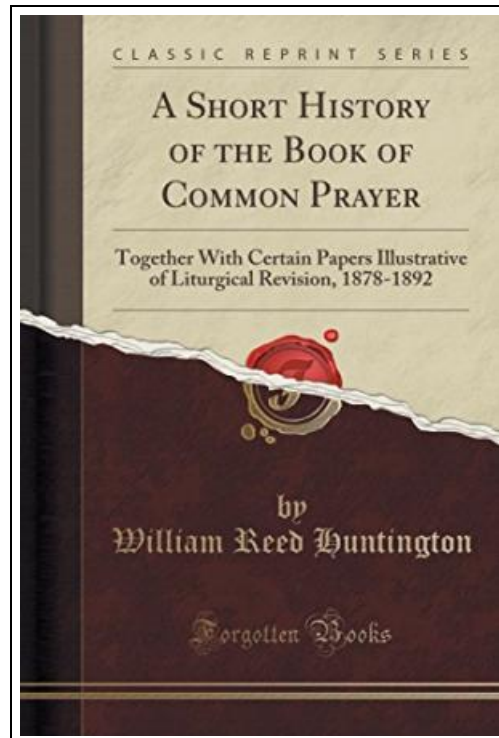 CLASSIC REPRINT SERIES
A Short History
of the Book of
Common Prayer
Together With Certain Papers Illustrative
of Liturgical Revision, 1878-1892
by
William Reed Huntington
Forgotten Books